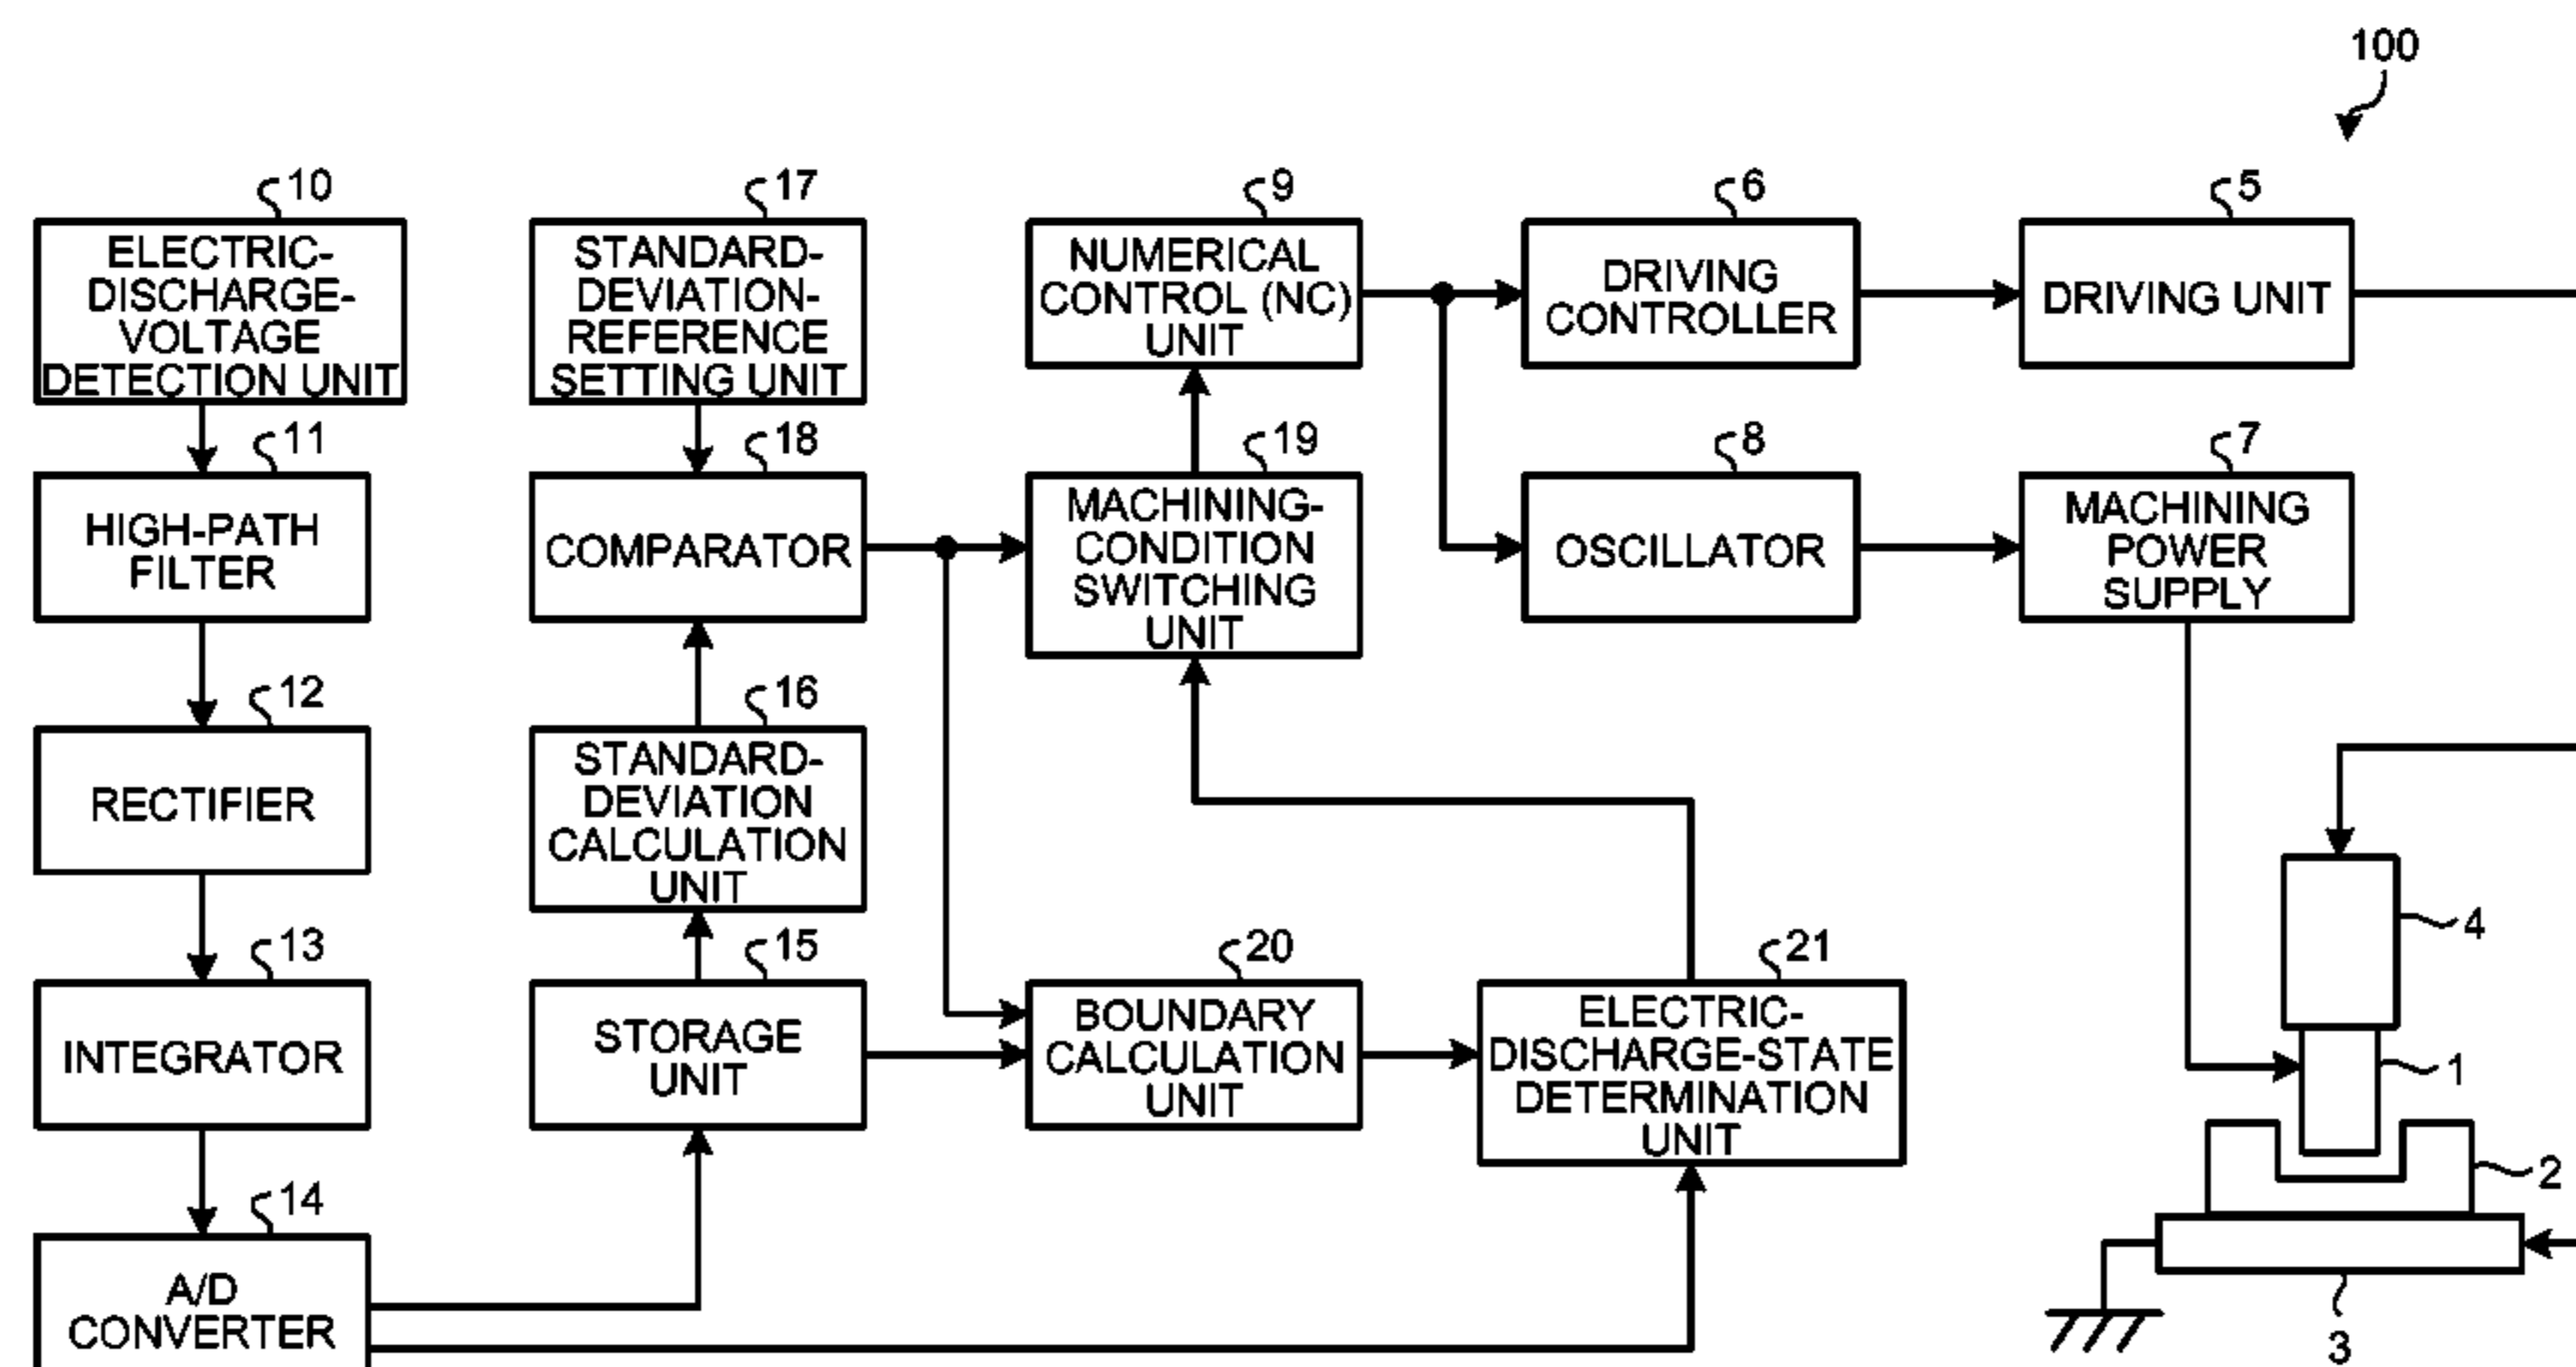 100
10
ELECTRIC-
DISCHARGE-
VOLTAGE
DETECTION UNIT
17
STANDARD-
DEVIATION-
REFERENCE
SETTING UNIT
9
NUMERICAL
CONTROL (NC)
UNIT
6
DRIVING
CONTROLLER
5
DRIVING UNIT
11
HIGH-PATH
FILTER
18
COMPARATOR
19
MACHINING-
CONDITION
SWITCHING
UNIT
8
OSCILLATOR
7
MACHINING
POWER
SUPPLY
12
RECTIFIER
16
STANDARD-
DEVIATION
CALCULATION
UNIT
4
13
INTEGRATOR
15
STORAGE
UNIT
20
BOUNDARY
CALCULATION
UNIT
21
ELECTRIC-
DISCHARGE-STATE
DETERMINATION
UNIT
1
2
14
A/D
CONVERTER
3